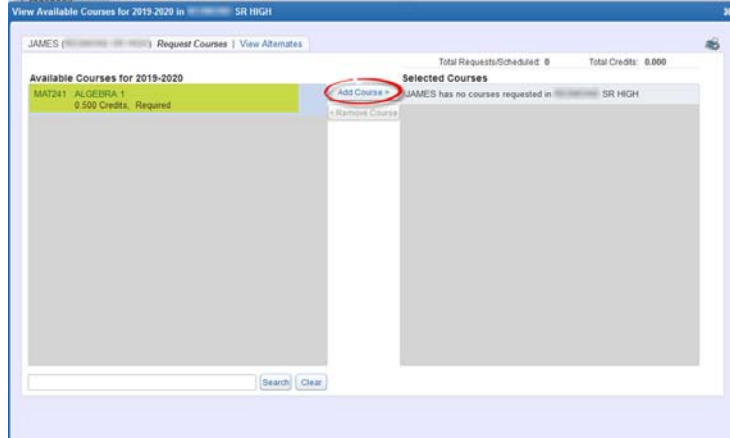 View Available Courses for 2019-2020 in SR HIGH
JAMES ( ) Request Courses | View Alternates
Total Requests/Scheduled: 0 Total Credits: 0.000
Available Courses for 2019-2020
Selected Courses
MAT241 ALGEBRA 1
0.500 Credits, Required
Add Course >
< Remove Course
JAMES has no courses requested in SR HIGH
Search Clear